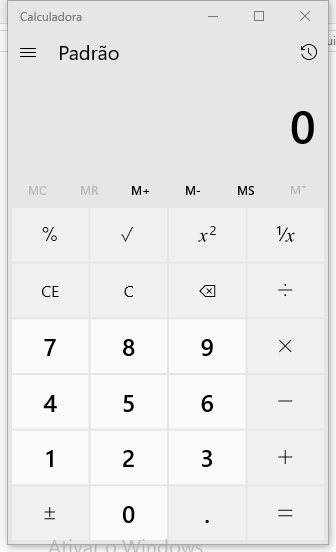 Calculadora
Padrão
0
MC MR M+ M- MS M˅
% √ x² ¹/x
CE C ⌫ ÷
7 8 9 ×
4 5 6 −
1 2 3 +
± 0 . =
Ativar o Windows